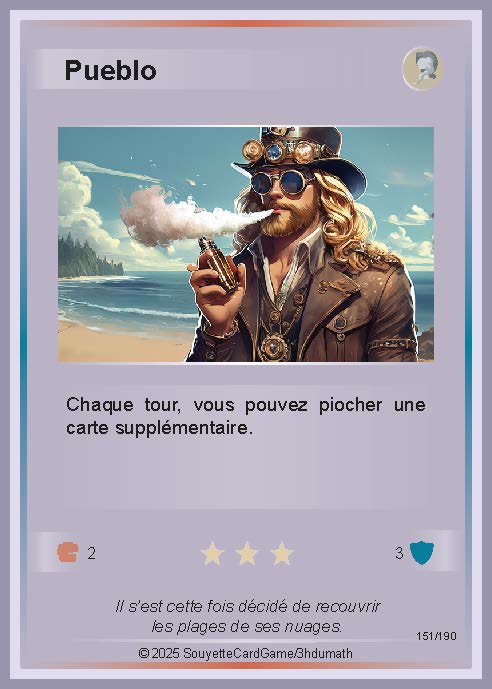 Pueblo
Chaque tour, vous pouvez piocher une
carte supplémentaire.
2
3
Il s'est cette fois décidé de recouvrir
les plages de ses nuages.
151/190
© 2025 SouyetteCardGame/3hdumath